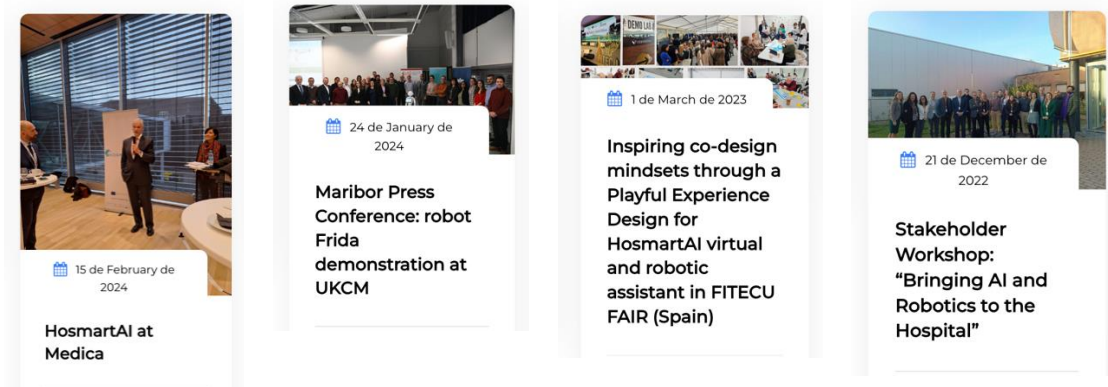 15 de February de
2024
HosmartAI at
Medica
24 de January de
2024
Maribor Press
Conference: robot
Frida
demonstration at
UKCM
DEMO LAB
1 de March de 2023
Inspiring co-design
mindsets through a
Playful Experience
Design for
HosmartAI virtual
and robotic
assistant in FITECU
FAIR (Spain)
21 de December de
2022
Stakeholder
Workshop:
“Bringing AI and
Robotics to the
Hospital”